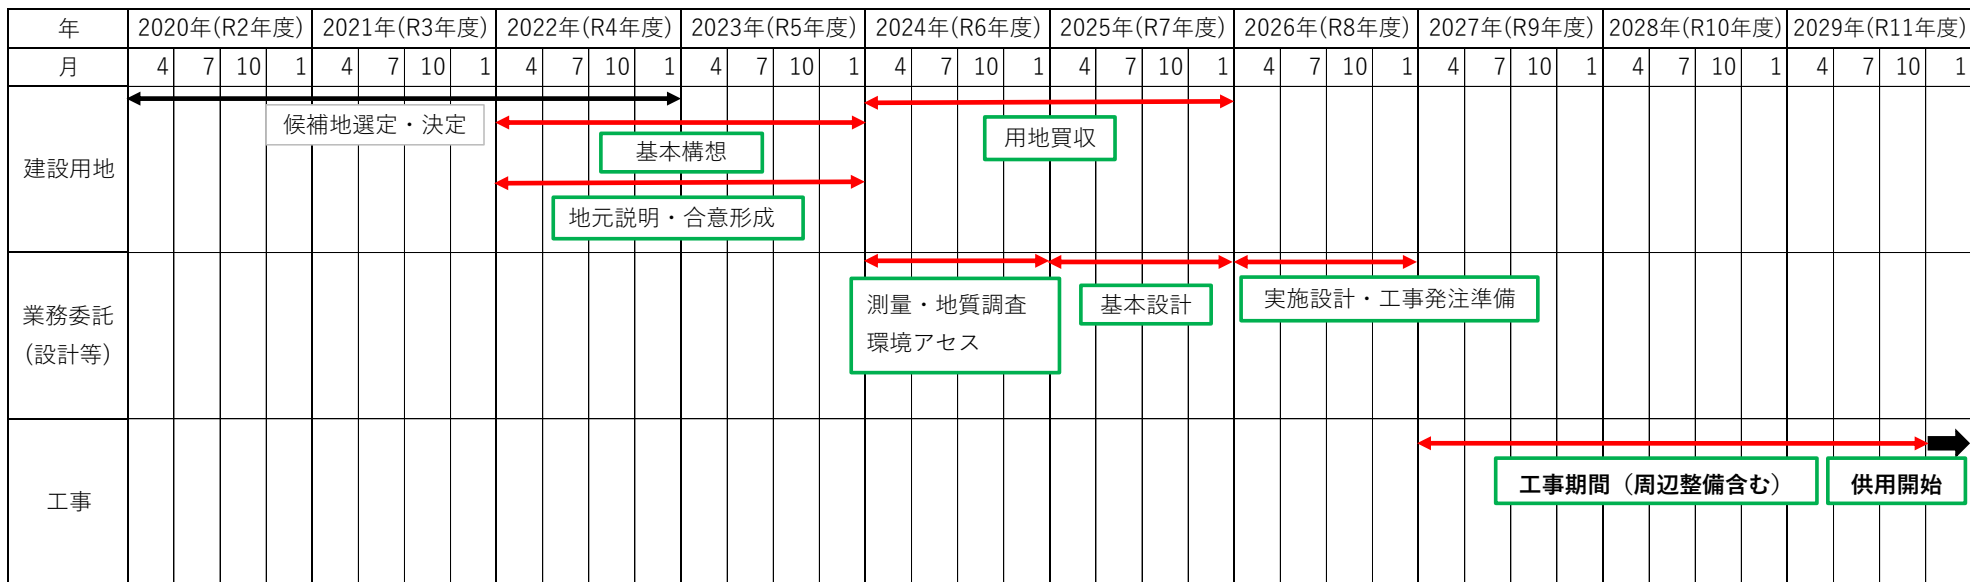 年 2020年(R2年度) 2021年(R3年度) 2022年(R4年度) 2023年(R5年度) 2024年(R6年度) 2025年(R7年度) 2026年(R8年度) 2027年(R9年度) 2028年(R10年度) 2029年(R11年度)
月 4 7 10 1 4 7 10 1 4 7 10 1 4 7 10 1 4 7 10 1 4 7 10 1 4 7 10 1 4 7 10 1 4 7 10 1 4 7 10 1
建設用地
候補地選定・決定
基本構想
地元説明・合意形成
用地買収
業務委託
(設計等)
測量・地質調査
環境アセス
基本設計
実施設計・工事発注準備
工事
工事期間（周辺整備含む）
供用開始